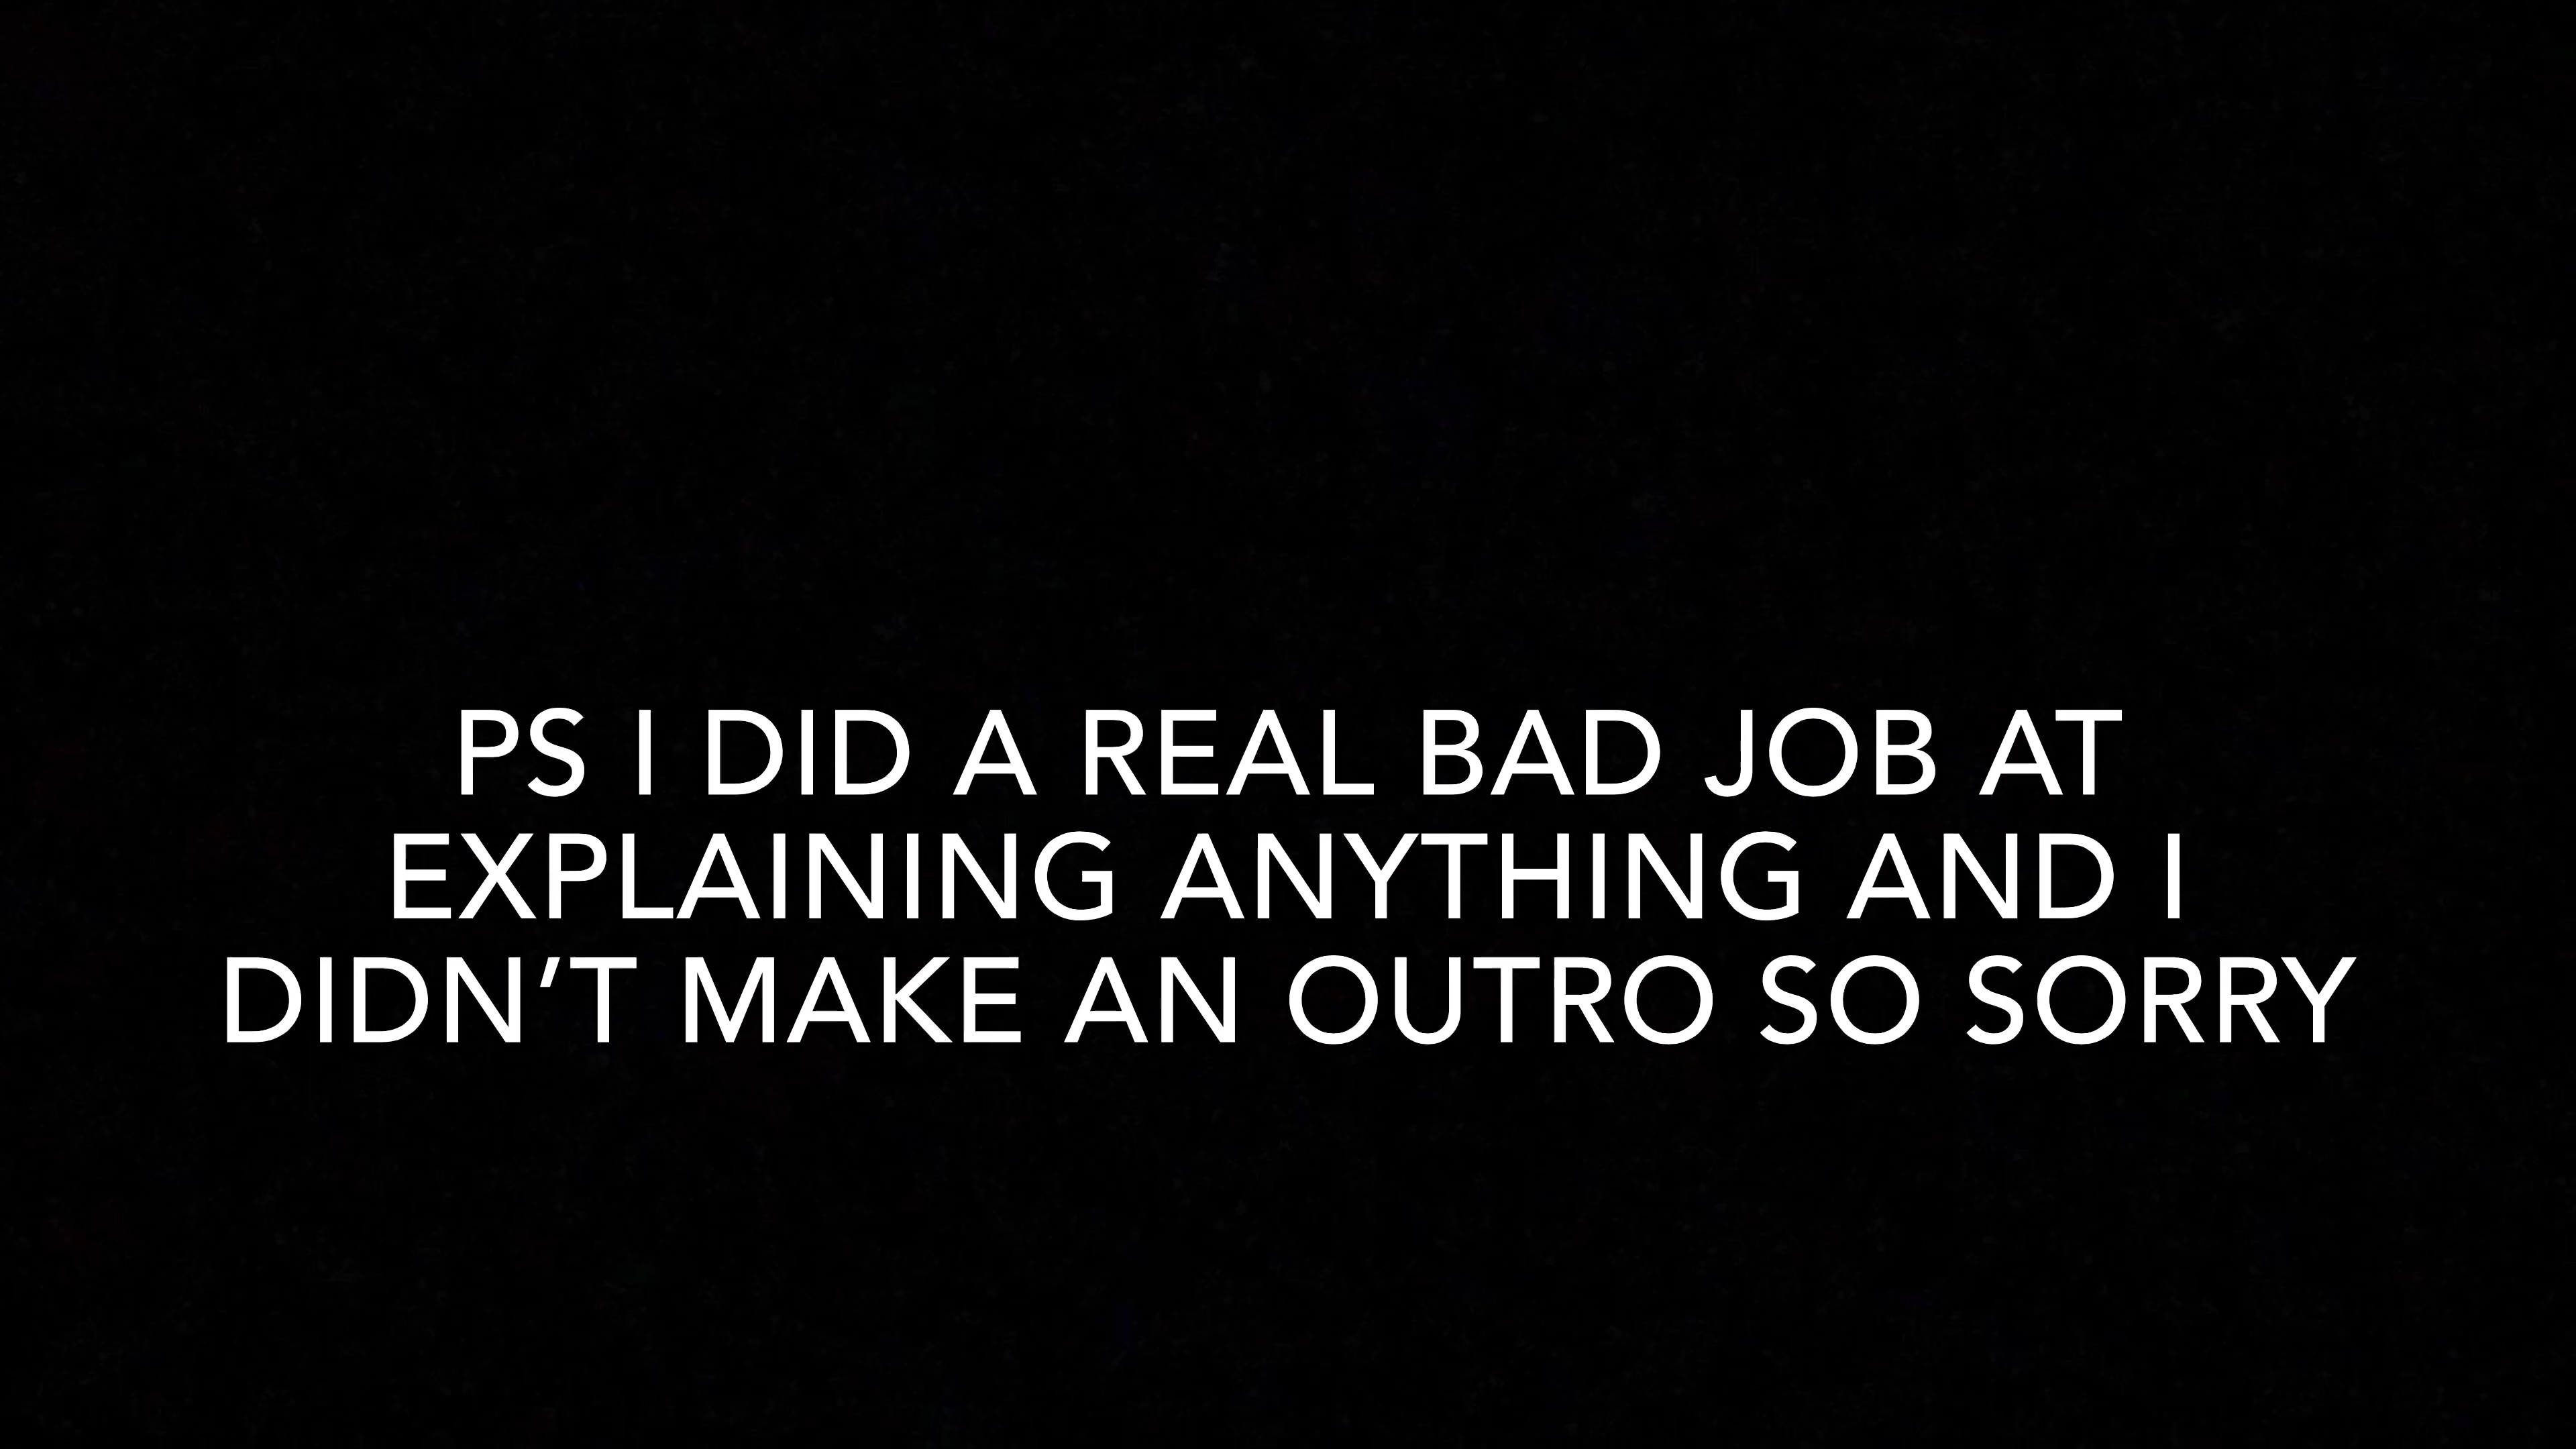 PS I DID A REAL BAD JOB AT
EXPLAINING ANYTHING AND I
DIDN’T MAKE AN OUTRO SO SORRY